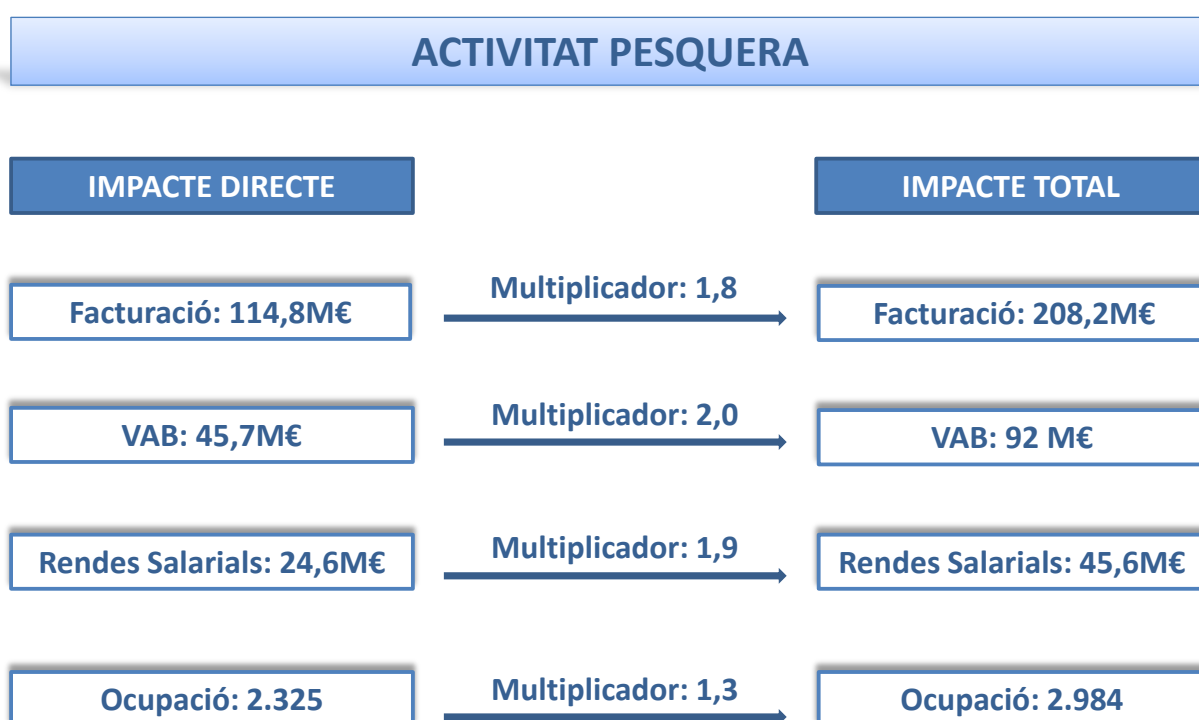 ACTIVITAT PESQUERA
IMPACTE DIRECTE
IMPACTE TOTAL
Facturació: 114,8M€
Multiplicador: 1,8
Facturació: 208,2M€
VAB: 45,7M€
Multiplicador: 2,0
VAB: 92 M€
Rendes Salarials: 24,6M€
Multiplicador: 1,9
Rendes Salarials: 45,6M€
Ocupació: 2.325
Multiplicador: 1,3
Ocupació: 2.984